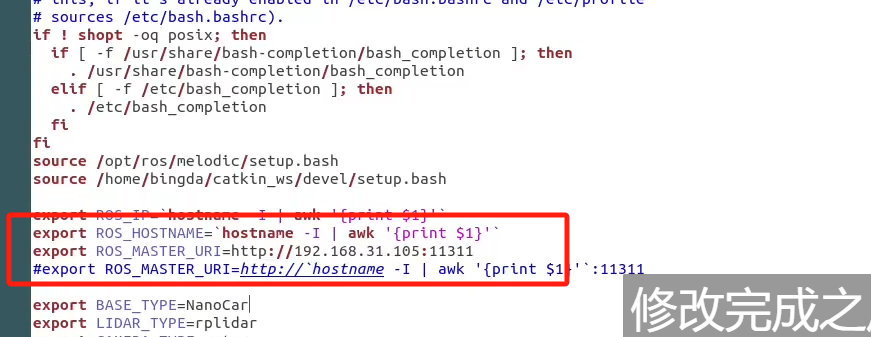 # this, if it's already enabled in /etc/bash.bashrc and /etc/profile
# sources /etc/bash.bashrc).
if ! shopt -oq posix; then
  if [ -f /usr/share/bash-completion/bash_completion ]; then
    . /usr/share/bash-completion/bash_completion
  elif [ -f /etc/bash_completion ]; then
    . /etc/bash_completion
  fi
fi
source /opt/ros/melodic/setup.bash
source /home/bingda/catkin_ws/devel/setup.bash
export ROS_IP=`hostname -I | awk '{print $1}'`
export ROS_HOSTNAME=`hostname -I | awk '{print $1}'`
export ROS_MASTER_URI=http://192.168.31.105:11311
#export ROS_MASTER_URI=http://`hostname -I | awk '{print $1}'`:11311
export BASE_TYPE=NanoCar
export LIDAR_TYPE=rplidar
修改完成之